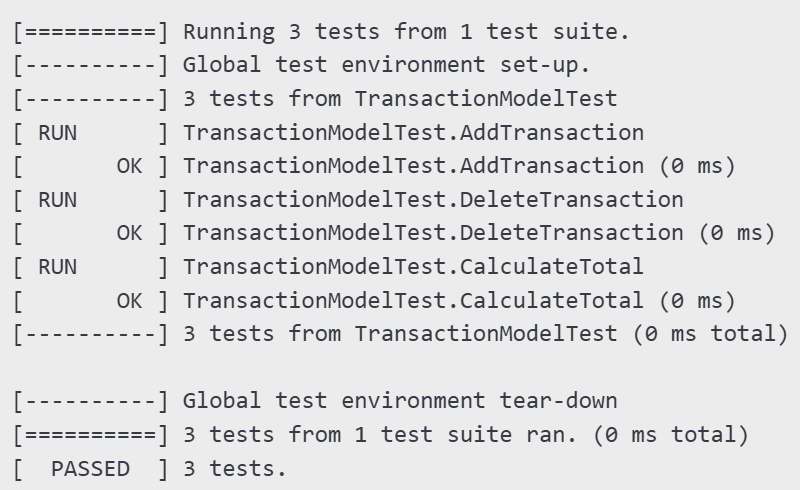 [==========] Running 3 tests from 1 test suite.
[----------] Global test environment set-up.
[----------] 3 tests from TransactionModelTest
[ RUN      ] TransactionModelTest.AddTransaction
[       OK ] TransactionModelTest.AddTransaction (0 ms)
[ RUN      ] TransactionModelTest.DeleteTransaction
[       OK ] TransactionModelTest.DeleteTransaction (0 ms)
[ RUN      ] TransactionModelTest.CalculateTotal
[       OK ] TransactionModelTest.CalculateTotal (0 ms)
[----------] 3 tests from TransactionModelTest (0 ms total)
[----------] Global test environment tear-down
[==========] 3 tests from 1 test suite ran. (0 ms total)
[  PASSED  ] 3 tests.